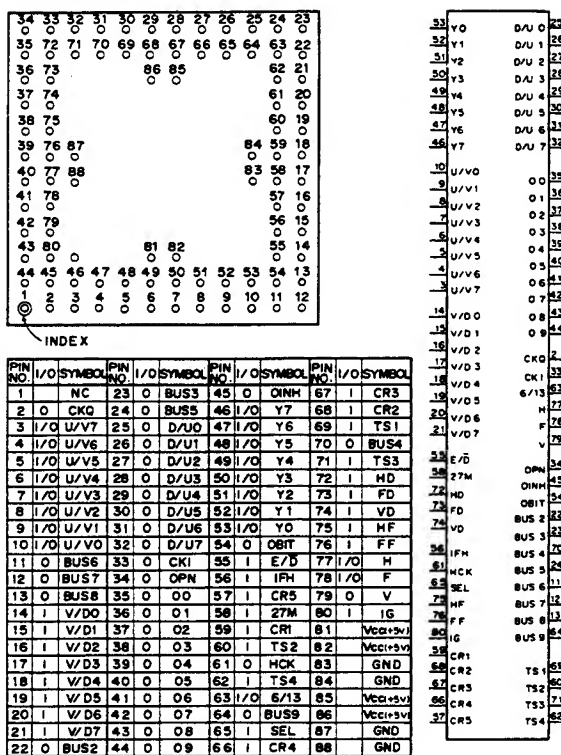 34 33 32 31 30 29 28 27 26 25 24 23
35 72 71 70 69 68 67 66 65 64 63 22
36 73 86 85 62 21
37 74 61 20
38 75 60 19
39 76 87 84 59 18
40 77 88 83 58 17
41 78 57 16
42 79 56 15
43 80 81 82 55 14
44 45 46 47 48 49 50 51 52 53 54 13
1 2 3 4 5 6 7 8 9 10 11 12
INDEX
PIN NO. I/O SYMBOL PIN NO. I/O SYMBOL PIN NO. I/O SYMBOL PIN NO. I/O SYMBOL
1 NC 23 O BUS3 45 O OINH 67 I CR3
2 O CKO 24 O BUS5 46 I/O Y7 68 I CR2
3 I/O U/V7 25 O D/U0 47 I/O Y6 69 I TS1
4 I/O U/V6 26 O D/U1 48 I/O Y5 70 O BUS4
5 I/O U/V5 27 O D/U2 49 I/O Y4 71 I TS3
6 I/O U/V4 28 O D/U3 50 I/O Y3 72 I HD
7 I/O U/V3 29 O D/U4 51 I/O Y2 73 I FD
8 I/O U/V2 30 O D/U5 52 I/O Y1 74 I VD
9 I/O U/V1 31 O D/U6 53 I/O Y0 75 I HF
10 I/O U/V0 32 O D/U7 54 O OBIT 76 I FF
11 O BUS6 33 O CKI 55 I E/D̅ 77 I/O H
12 O BUS7 34 O OPN 56 I IFH 78 I/O F
13 O BUS8 35 O 00 57 I CR5 79 O V
14 I V/D0 36 O 01 58 I 27M 80 I IG
15 I V/D1 37 O 02 59 I CR1 81 Vcc(+5V)
16 I V/D2 38 O 03 60 I TS2 82 Vcc(+5V)
17 I V/D3 39 O 04 61 O HCK 83 GND
18 I V/D4 40 O 05 62 I TS4 84 GND
19 I V/D5 41 O 06 63 I/O 6/13 85 Vcc(+5V)
20 I V/D6 42 O 07 64 O BUS9 86 Vcc(+5V)
21 I V/D7 43 O 08 65 I SEL 87 GND
22 O BUS2 44 O 09 66 I CR4 88 GND
53 Y0 D/U 0 25
52 Y1 D/U 1 26
51 Y2 D/U 2 27
50 Y3 D/U 3 28
49 Y4 D/U 4 29
48 Y5 D/U 5 30
47 Y6 D/U 6 31
46 Y7 D/U 7 32
10 U/V0 00 35
9 U/V1 01 36
8 U/V2 02 37
7 U/V3 03 38
6 U/V4 04 39
5 U/V5 05 40
4 U/V6 06 41
3 U/V7 07 42
14 V/D0 08 43
15 V/D1 09 44
16 V/D2 CKO 2
17 V/D3 CKI 33
18 V/D4 6/13 63
19 V/D5 H 77
20 V/D6 F 78
21 V/D7 V 79
55 E/D̅ OPN 34
58 27M OINH 45
72 HD OBIT 54
73 FD BUS 2 22
74 VD BUS 3 23
56 IFH BUS 4 70
61 HCK BUS 5 24
65 SEL BUS 6 11
75 HF BUS 7 12
76 FF BUS 8 13
80 IG BUS 9 64
59 CR1
68 CR2 TS1 69
67 CR3 TS2 60
66 CR4 TS3 71
57 CR5 TS4 62